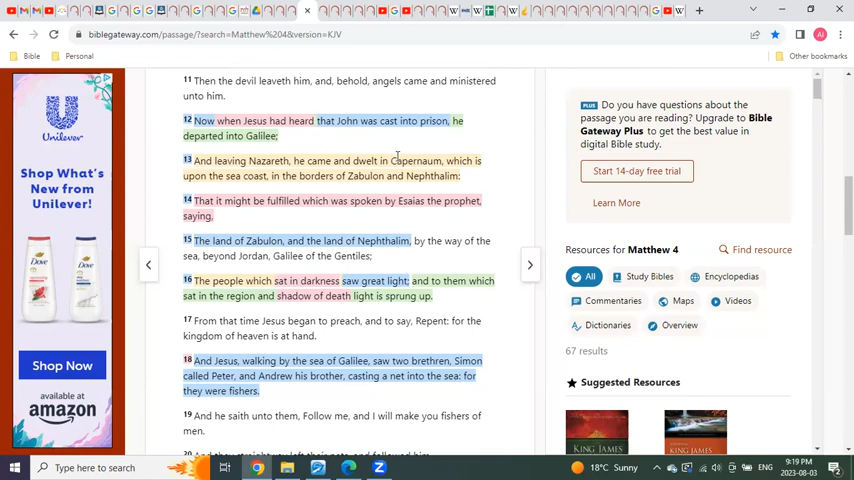 biblegateway.com/passage/?search=Matthew%204&version=KJV
Bible
Personal
Other bookmarks
Unilever
Shop What's
New from
Unilever!
Dove
Dove
Shop Now
available at
amazon
11 Then the devil leaveth him, and, behold, angels came and ministered
unto him.
12 Now when Jesus had heard that John was cast into prison, he
departed into Galilee;
13 And leaving Nazareth, he came and dwelt in Capernaum, which is
upon the sea coast, in the borders of Zabulon and Nephthalim:
14 That it might be fulfilled which was spoken by Esaias the prophet,
saying,
15 The land of Zabulon, and the land of Nephthalim, by the way of the
sea, beyond Jordan, Galilee of the Gentiles;
16 The people which sat in darkness saw great light; and to them which
sat in the region and shadow of death light is sprung up.
17 From that time Jesus began to preach, and to say, Repent: for the
kingdom of heaven is at hand.
18 And Jesus, walking by the sea of Galilee, saw two brethren, Simon
called Peter, and Andrew his brother, casting a net into the sea: for
they were fishers.
19 And he saith unto them, Follow me, and I will make you fishers of
men.
PLUS Do you have questions about the
passage you are reading? Upgrade to Bible
Gateway Plus to get the best value in
digital Bible study.
Start 14-day free trial
Learn More
Resources for Matthew 4
Find resource
All
Study Bibles
Encyclopedias
Commentaries
Maps
Videos
Dictionaries
Overview
67 results
Suggested Resources
KING JAMES
KING JAMES
Type here to search
18°C Sunny
ENG
9:19 PM
2023-08-03